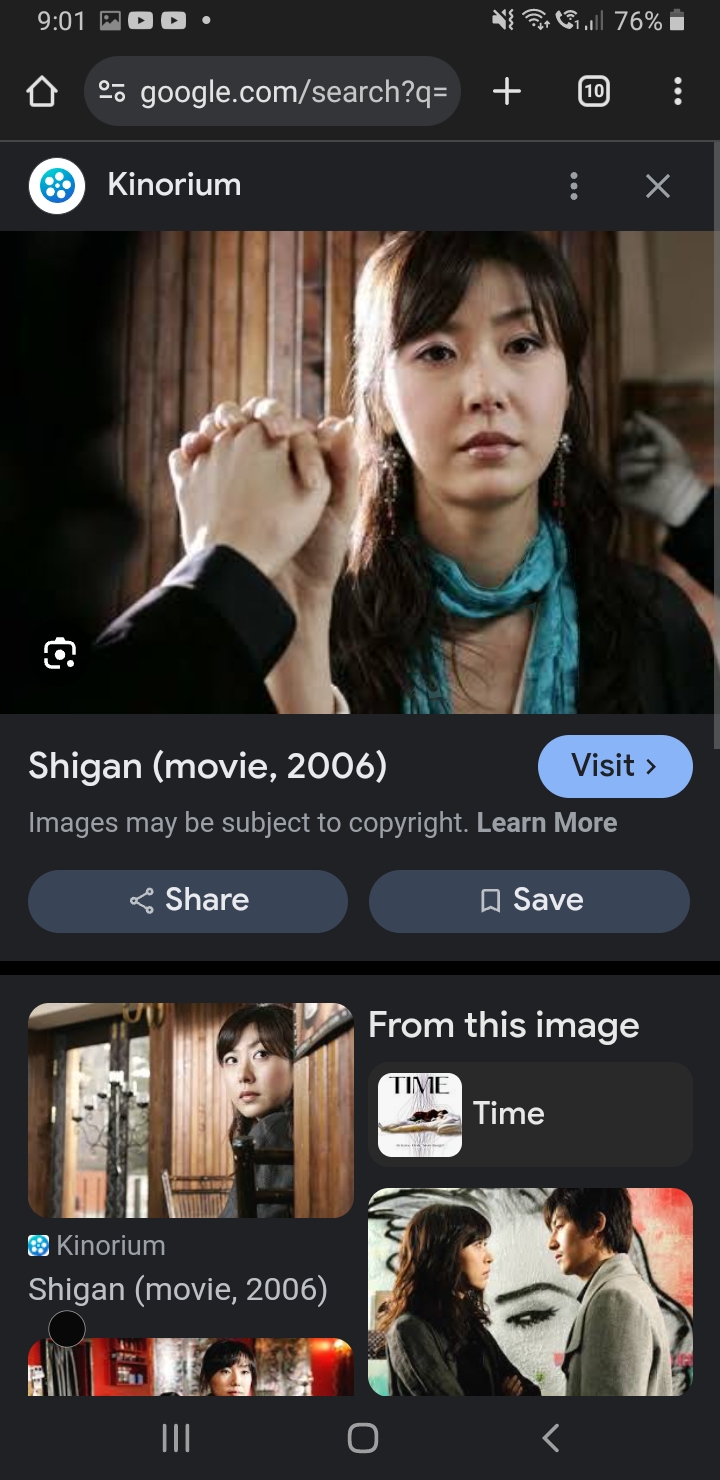 9:01
76%
google.com/search?q=
10
Kinorium
Shigan (movie, 2006)
Visit
Images may be subject to copyright. Learn More
Share
Save
From this image
TIME
Time
Kinorium
Shigan (movie, 2006)